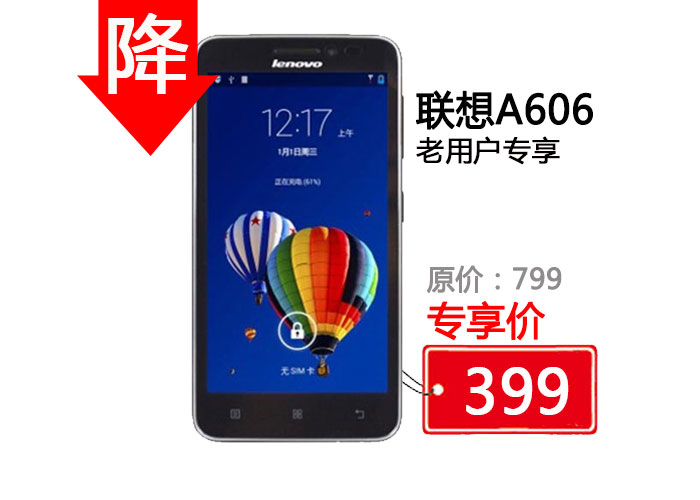 降
lenovo
12:17 上午
1月1日周三
正在充电(61%)
无SIM卡
联想A606
老用户专享
原价：799
专享价
399